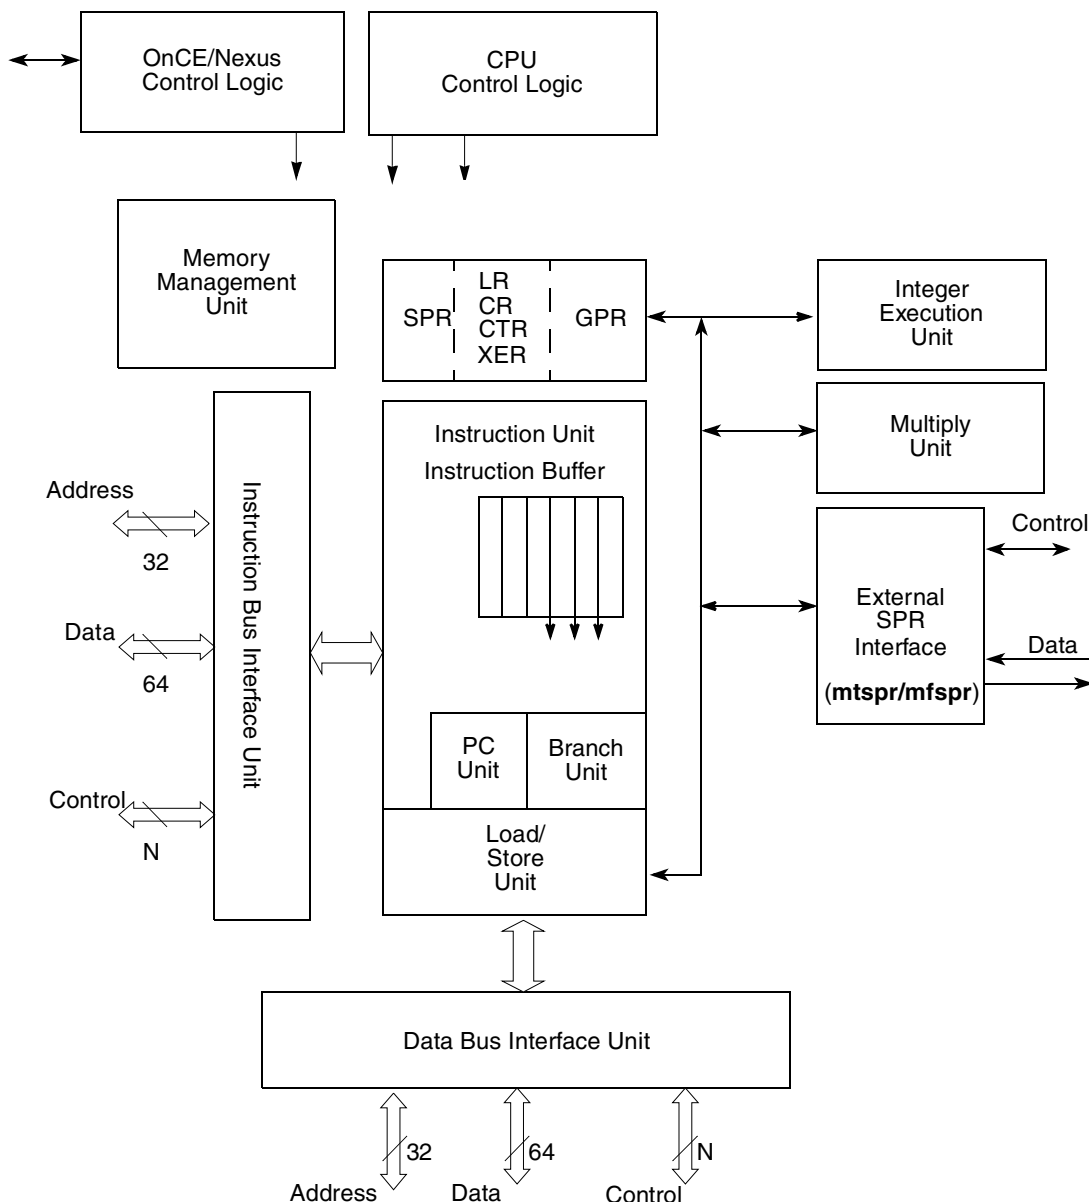 OnCE/Nexus
Control Logic
CPU
Control Logic
Memory
Management
Unit
SPR
LR
CR
CTR
XER
GPR
Integer
Execution
Unit
Instruction Unit
Instruction Buffer
Multiply
Unit
Address
32
Data
64
Control
N
Instruction Bus Interface Unit
External
SPR
Interface
(mtspr/mfspr)
Control
Data
PC
Unit
Branch
Unit
Load/
Store
Unit
Data Bus Interface Unit
32
64
N
Address
Data
Control